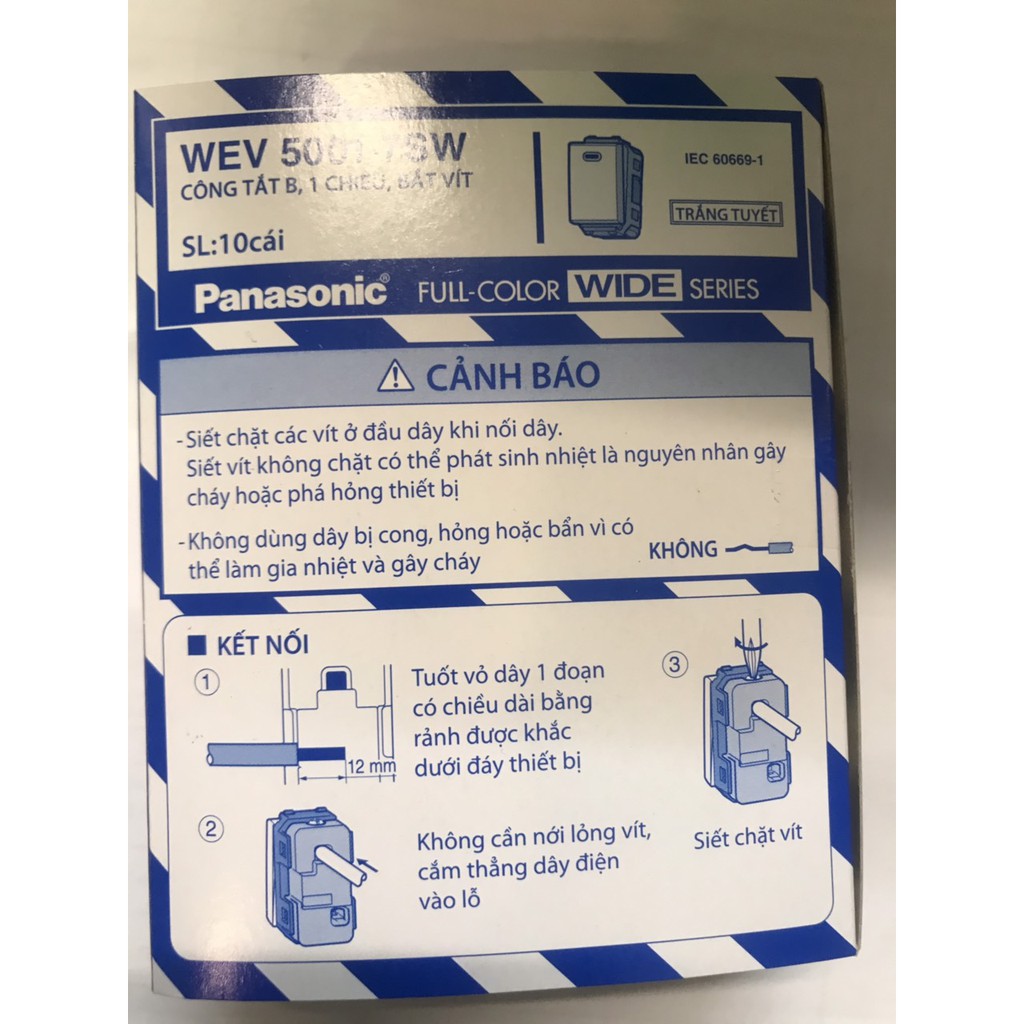 WEV SW
CÔNG TẮT B, 1 CHIỀU, BẮT VÍT
SL:10cái
IEC 60669-1
TRẮNG TUYẾT
Panasonic® FULL-COLOR WIDE SERIES
⚠ CẢNH BÁO
-Siết chặt các vít ở đầu dây khi nối dây.
Siết vít không chặt có thể phát sinh nhiệt là nguyên nhân gây
cháy hoặc phá hỏng thiết bị
-Không dùng dây bị cong, hỏng hoặc bẩn vì có
thể làm gia nhiệt và gây cháy
KHÔNG
■ KẾT NỐI
①
12 mm
Tuốt vỏ dây 1 đoạn
có chiều dài bằng
rảnh được khắc
dưới đáy thiết bị
②
Không cần nới lỏng vít,
cắm thẳng dây điện
vào lỗ
③
Siết chặt vít